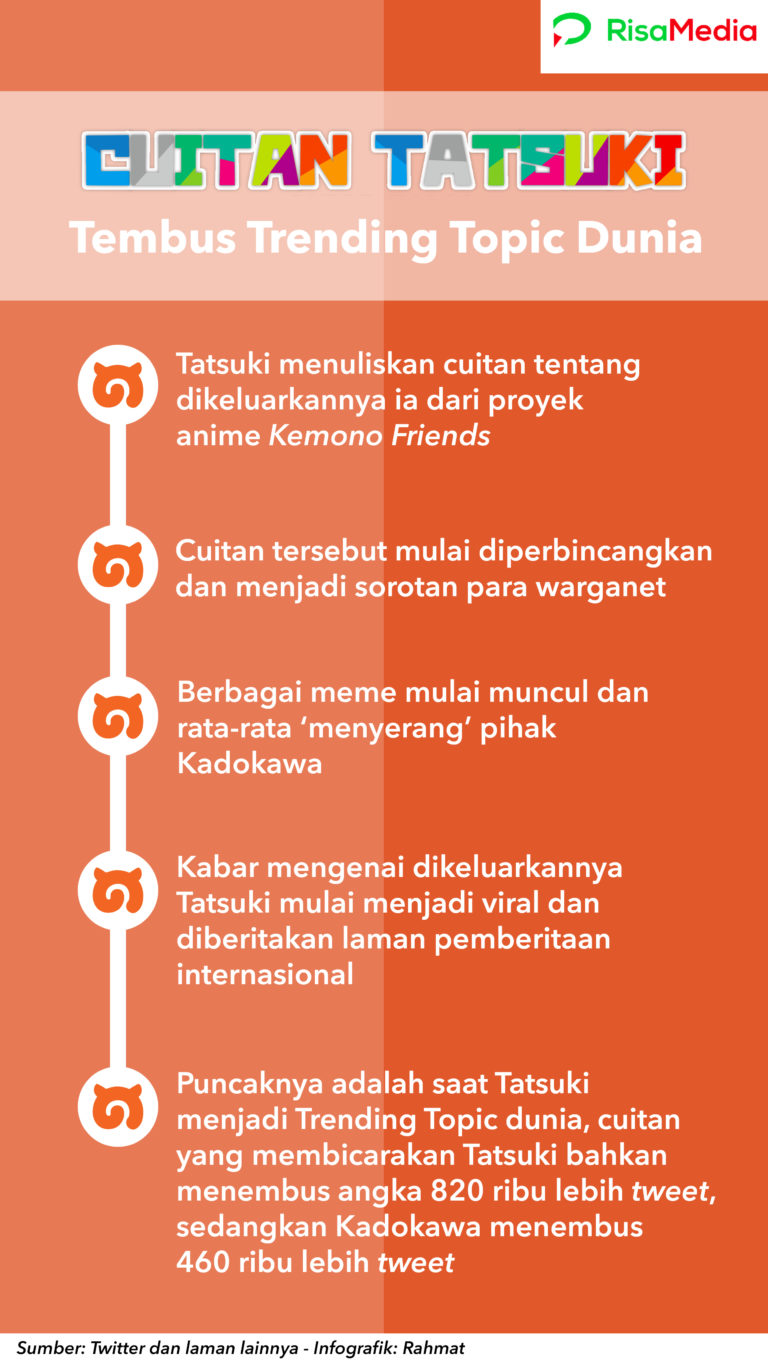 RisaMedia
CUITAN TATSUKI
Tembus Trending Topic Dunia
Tatsuki menuliskan cuitan tentang
dikeluarkannya ia dari proyek
anime Kemono Friends
Cuitan tersebut mulai diperbincangkan
dan menjadi sorotan para warganet
Berbagai meme mulai muncul dan
rata-rata ‘menyerang’ pihak
Kadokawa
Kabar mengenai dikeluarkannya
Tatsuki mulai menjadi viral dan
diberitakan laman pemberitaan
internasional
Puncaknya adalah saat Tatsuki
menjadi Trending Topic dunia, cuitan
yang membicarakan Tatsuki bahkan
menembus angka 820 ribu lebih tweet,
sedangkan Kadokawa menembus
460 ribu lebih tweet
Sumber: Twitter dan laman lainnya - Infografik: Rahmat